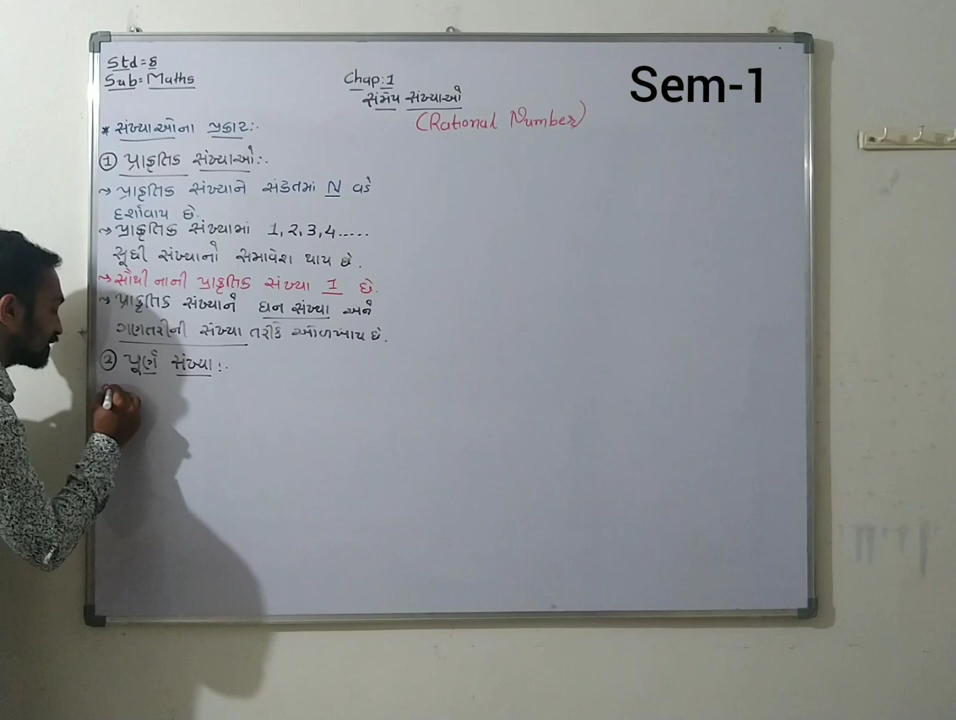 Std = 8
Sub = Maths
Chap: 1
સંમેય સંખ્યાઓ
(Rational Number)
Sem-1
* સંખ્યાઓના પ્રકાર:-
① પ્રાકૃતિક સંખ્યાઓ:-
→ પ્રાકૃતિક સંખ્યાને સંકેતમાં N વડે
દર્શાવાય છે.
→ પ્રાકૃતિક સંખ્યામાં 1, 2, 3, 4.....
સુધી સંખ્યાનો સમાવેશ થાય છે.
→ સૌથી નાની પ્રાકૃતિક સંખ્યા 1 છે.
→ પ્રાકૃતિક સંખ્યાને ધન સંખ્યા અને
ગણતરીની સંખ્યા તરીકે ઓળખાય છે.
② પૂર્ણ સંખ્યા:-